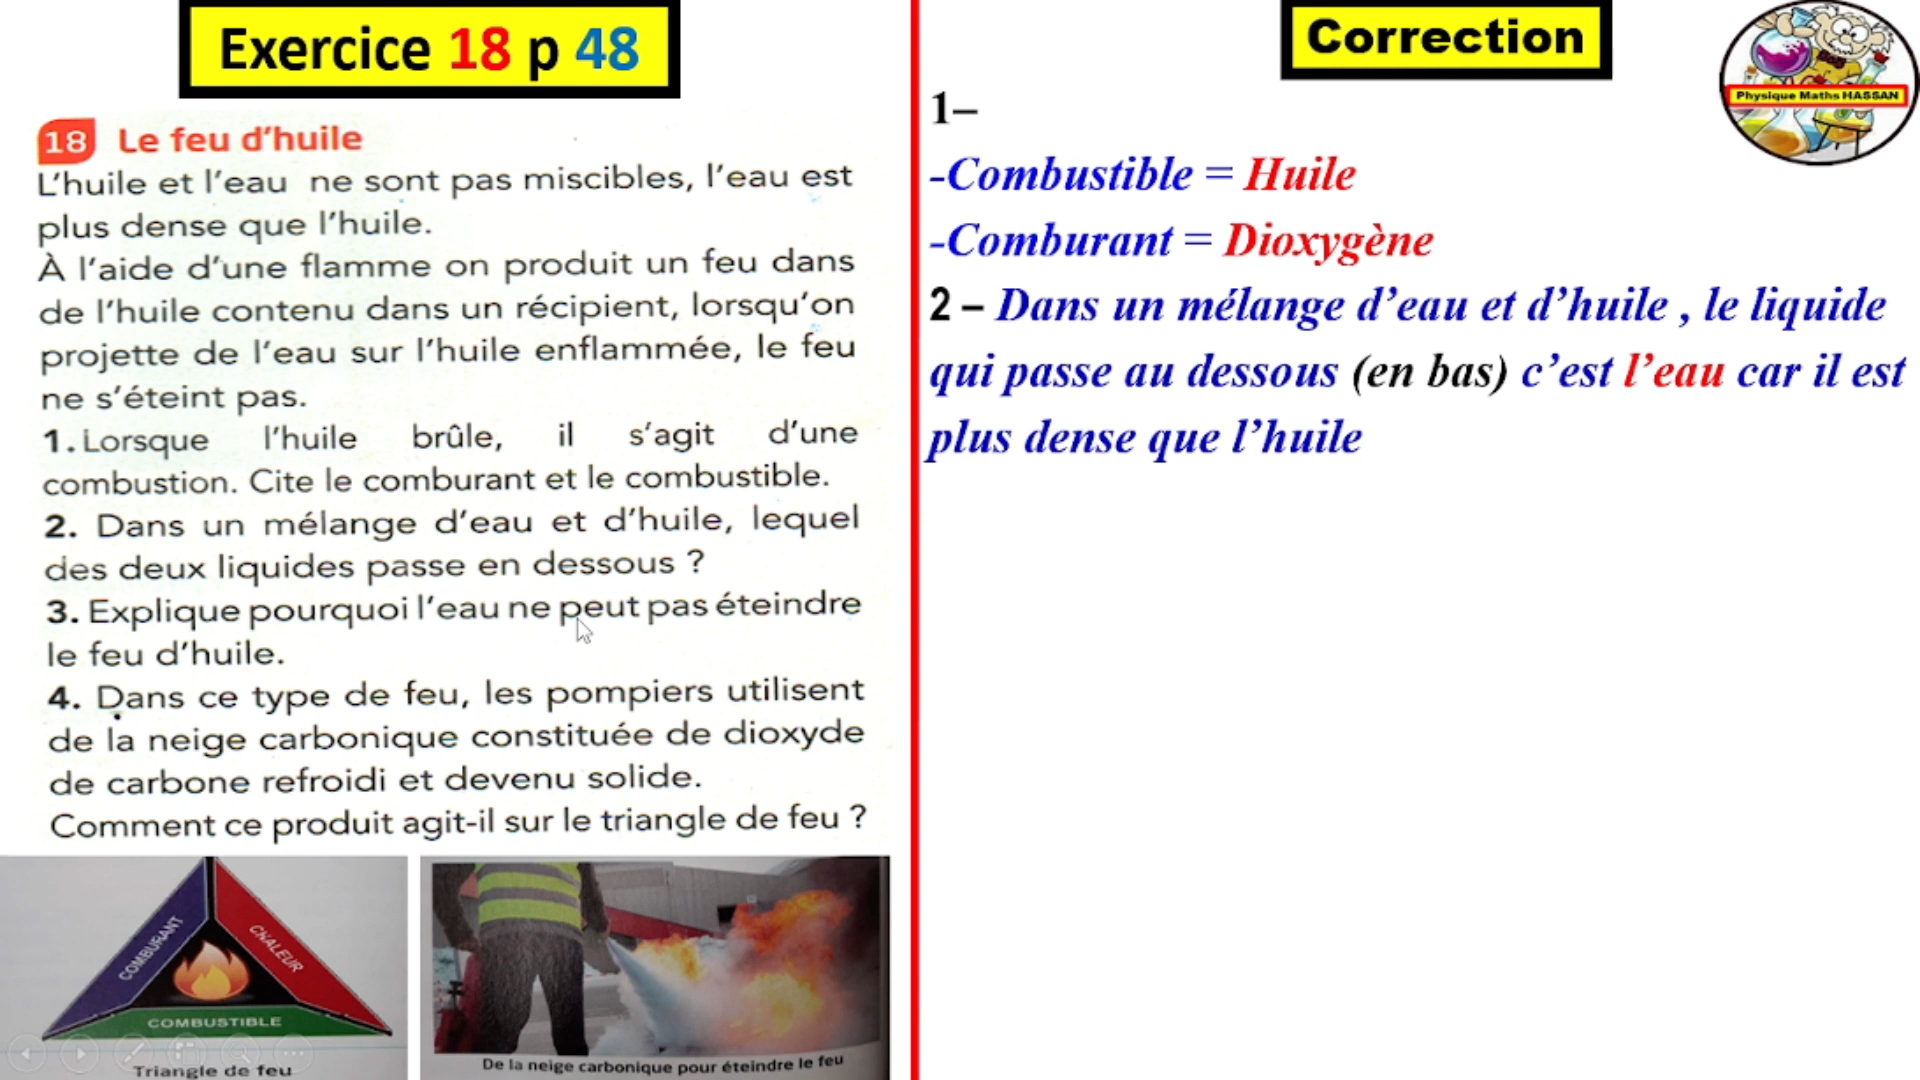 Exercice 18 p 48
18 Le feu d'huile
L'huile et l'eau ne sont pas miscibles, l'eau est
plus dense que l'huile.
À l'aide d'une flamme on produit un feu dans
de l'huile contenu dans un récipient, lorsqu'on
projette de l'eau sur l'huile enflammée, le feu
ne s'éteint pas.
1. Lorsque l'huile brûle, il s'agit d'une
combustion. Cite le comburant et le combustible.
2. Dans un mélange d'eau et d'huile, lequel
des deux liquides passe en dessous ?
3. Explique pourquoi l'eau ne peut pas éteindre
le feu d'huile.
4. Dans ce type de feu, les pompiers utilisent
de la neige carbonique constituée de dioxyde
de carbone refroidi et devenu solide.
Comment ce produit agit-il sur le triangle de feu ?
COMBURANT
CHALEUR
COMBUSTIBLE
Triangle de feu
De la neige carbonique pour éteindre le feu
Correction
Physique Maths HASSAN
1–
-Combustible = Huile
-Comburant = Dioxygène
2 – Dans un mélange d'eau et d'huile , le liquide
qui passe au dessous (en bas) c'est l'eau car il est
plus dense que l'huile